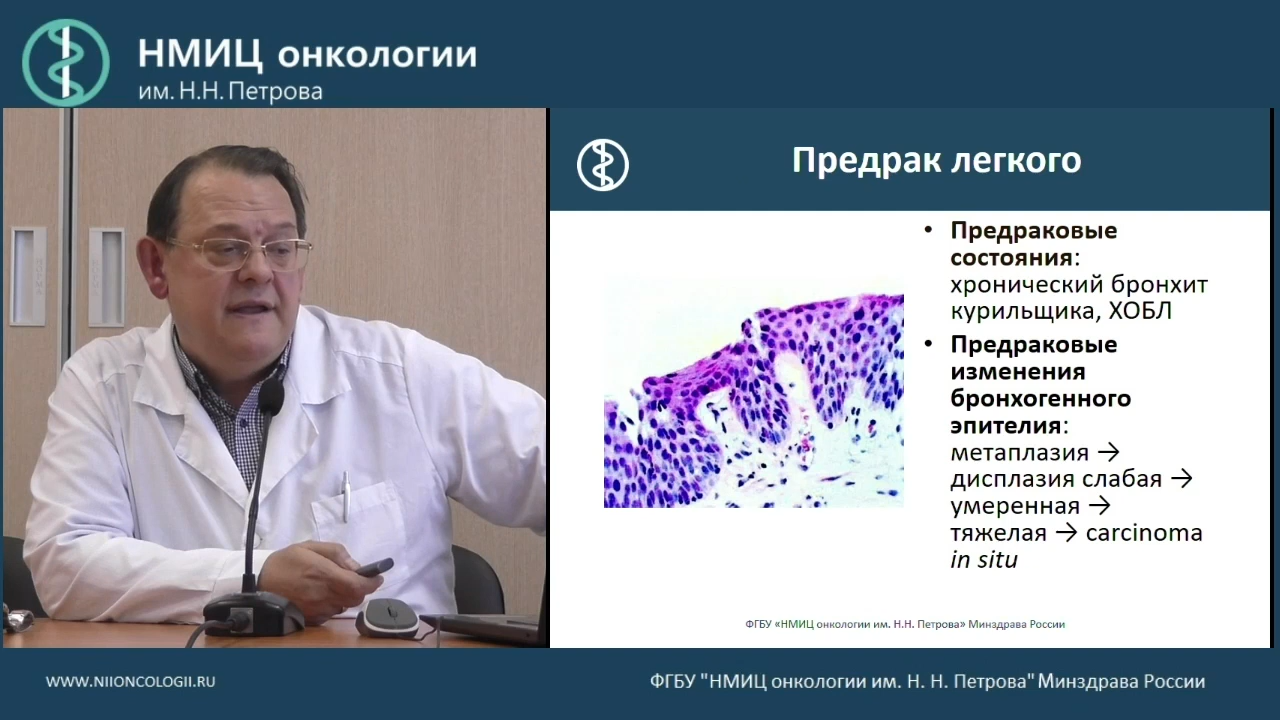 НМИЦ онкологии
им. Н.Н. Петрова
Предрак легкого
• Предраковые
состояния:
хронический бронхит
курильщика, ХОБЛ
• Предраковые
изменения
бронхогенного
эпителия:
метаплазия →
дисплазия слабая →
умеренная →
тяжелая → carcinoma
in situ
ФГБУ «НМИЦ онкологии им. Н.Н. Петрова» Минздрава России
WWW.NIIONCOLOGII.RU
ФГБУ "НМИЦ онкологии им. Н. Н. Петрова" Минздрава России